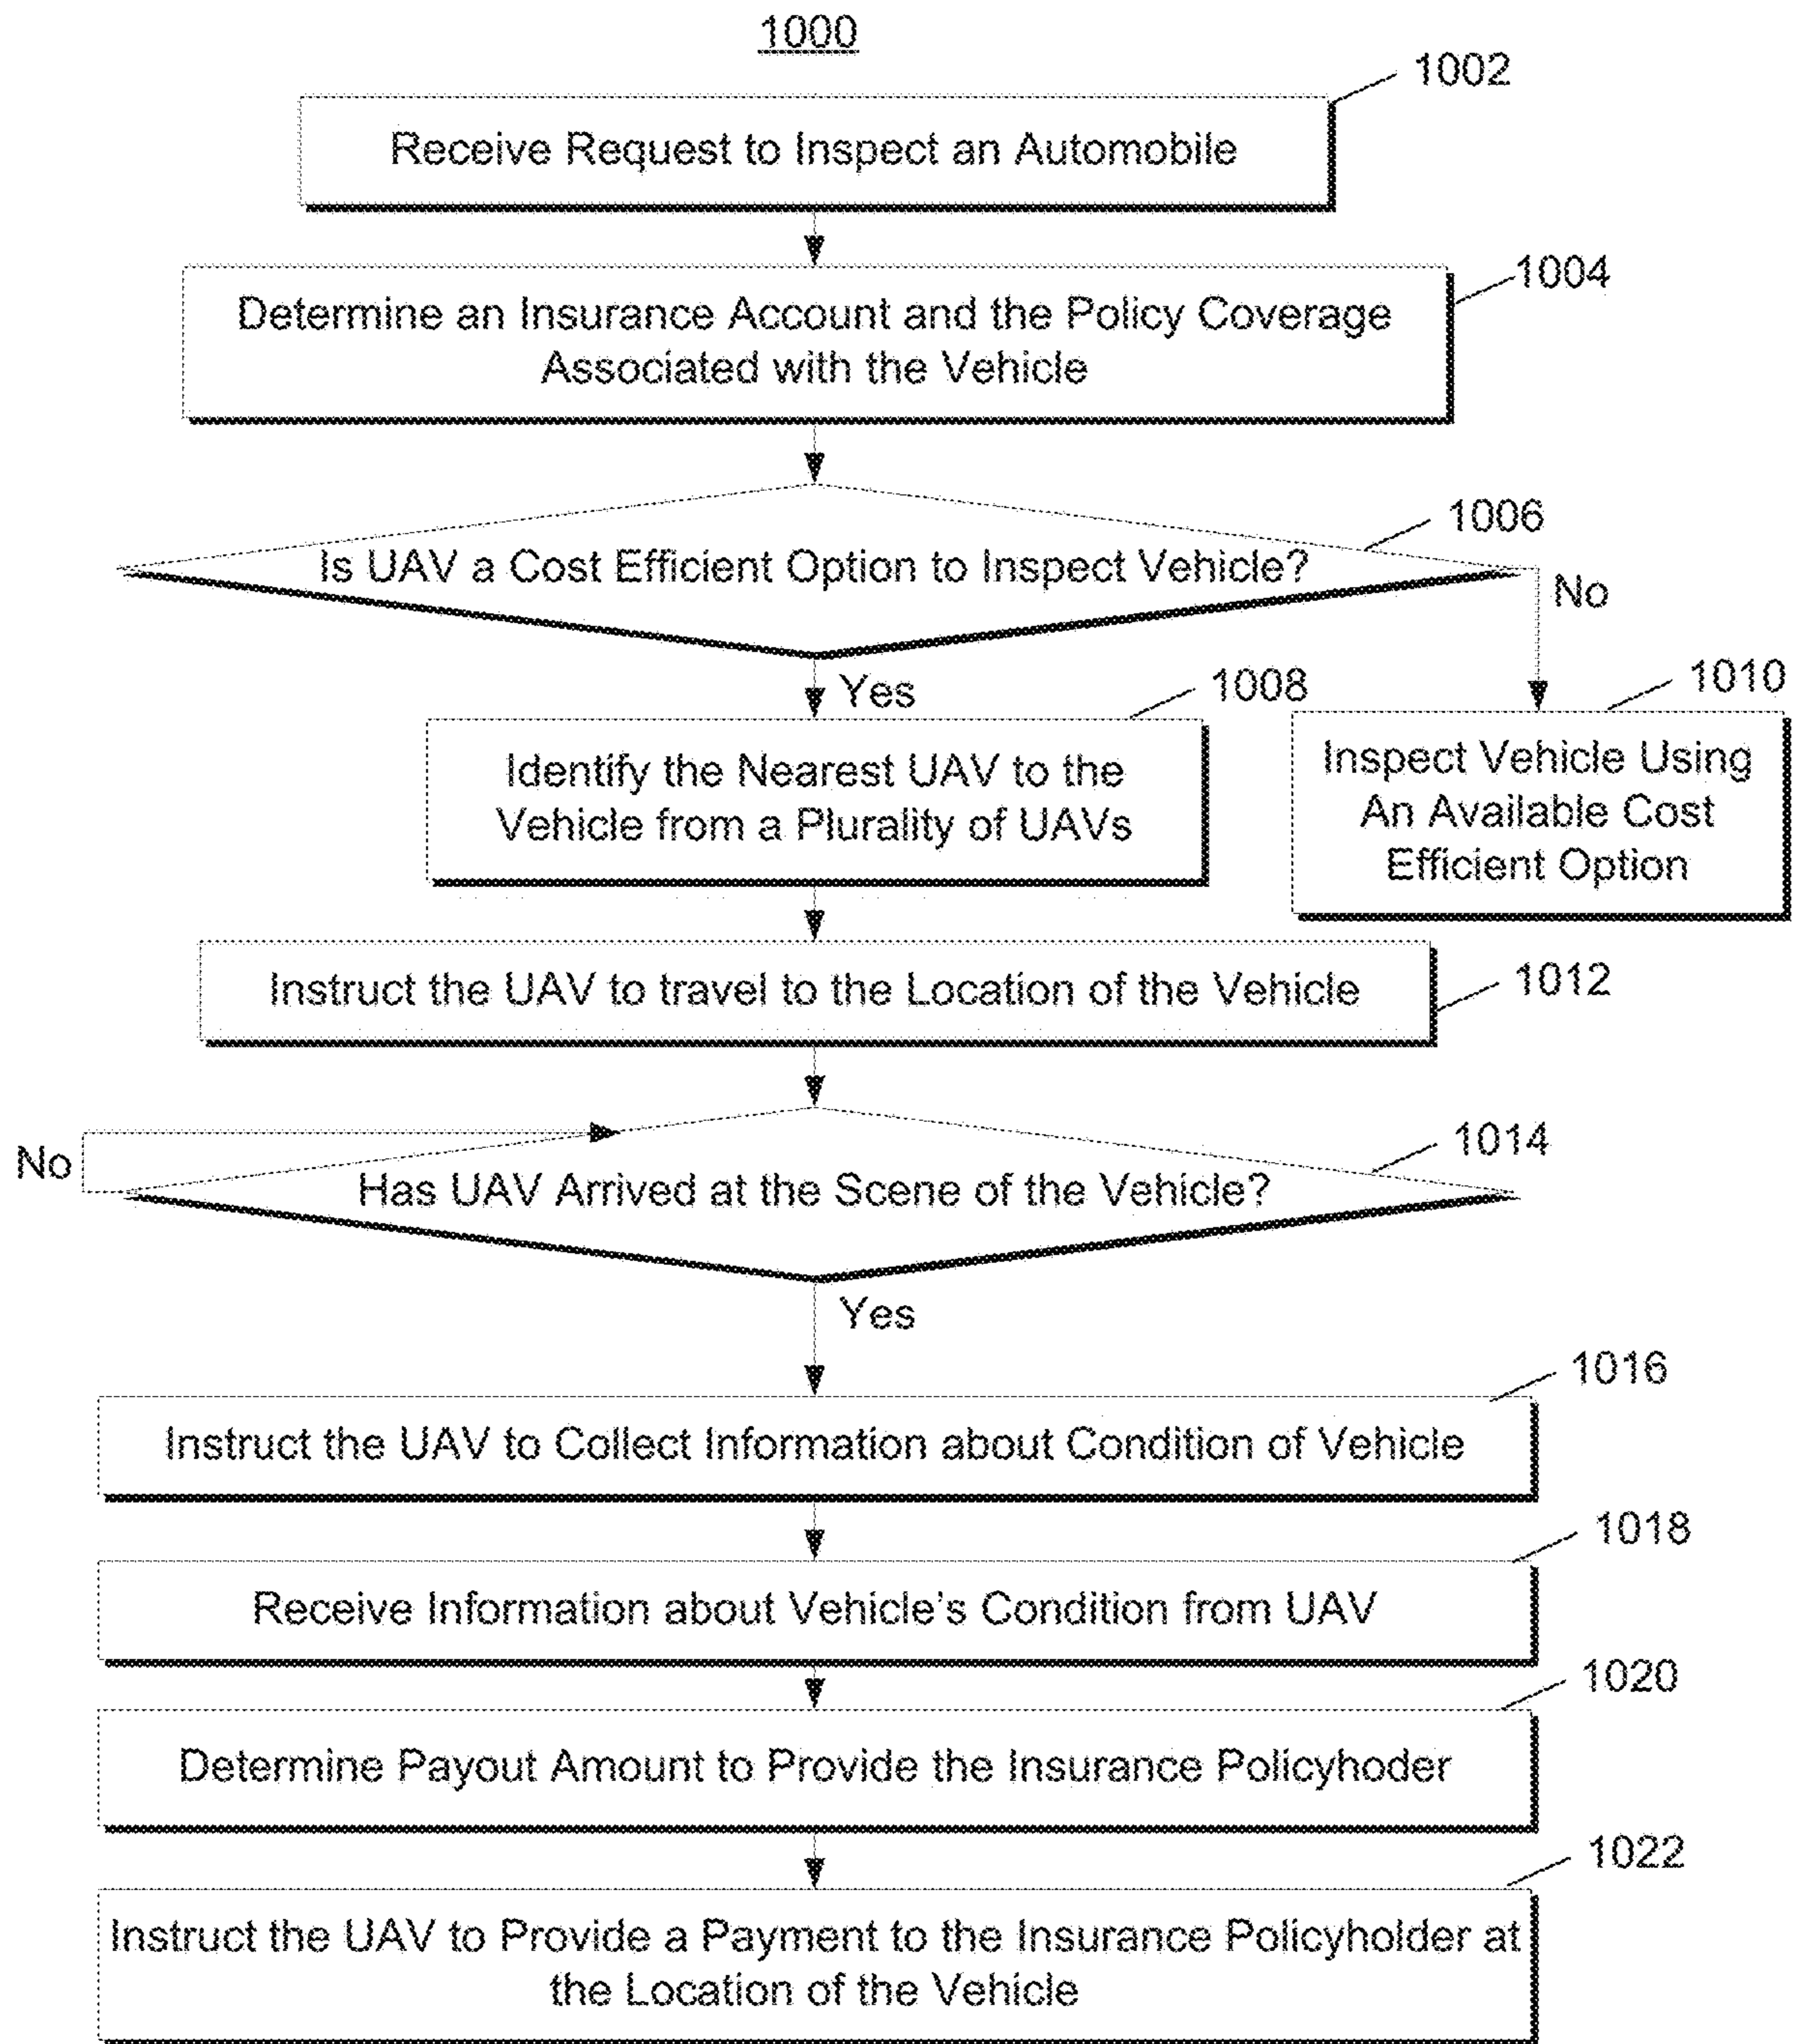 1000
1002
Receive Request to Inspect an Automobile
1004
Determine an Insurance Account and the Policy Coverage
Associated with the Vehicle
1006
Is UAV a Cost Efficient Option to Inspect Vehicle?
No
Yes
1008
1010
Identify the Nearest UAV to the
Vehicle from a Plurality of UAVs
Inspect Vehicle Using
An Available Cost
Efficient Option
Instruct the UAV to travel to the Location of the Vehicle
1012
1014
No
Has UAV Arrived at the Scene of the Vehicle?
Yes
1016
Instruct the UAV to Collect Information about Condition of Vehicle
1018
Receive Information about Vehicle's Condition from UAV
1020
Determine Payout Amount to Provide the Insurance Policyhoder
1022
Instruct the UAV to Provide a Payment to the Insurance Policyholder at
the Location of the Vehicle